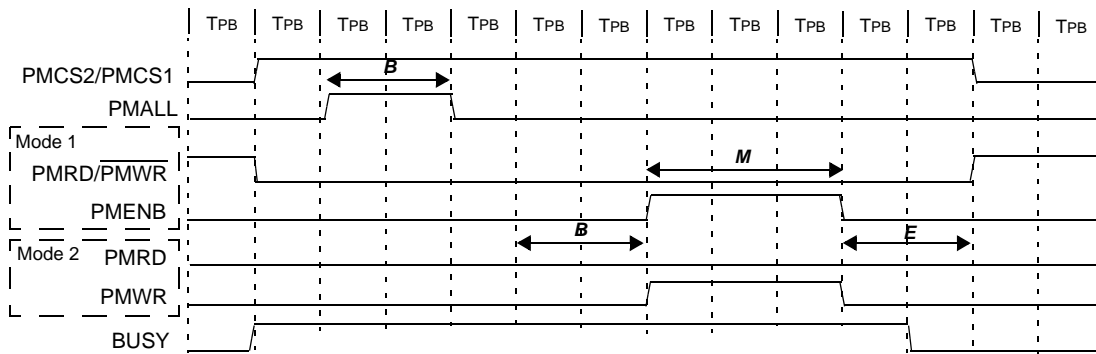 TPB TPB TPB TPB TPB TPB TPB TPB TPB TPB TPB TPB TPB TPB
PMCS2/PMCS1
B
PMALL
Mode 1
PMRD/PMWR
M
PMENB
B
E
Mode 2
PMRD
PMWR
BUSY